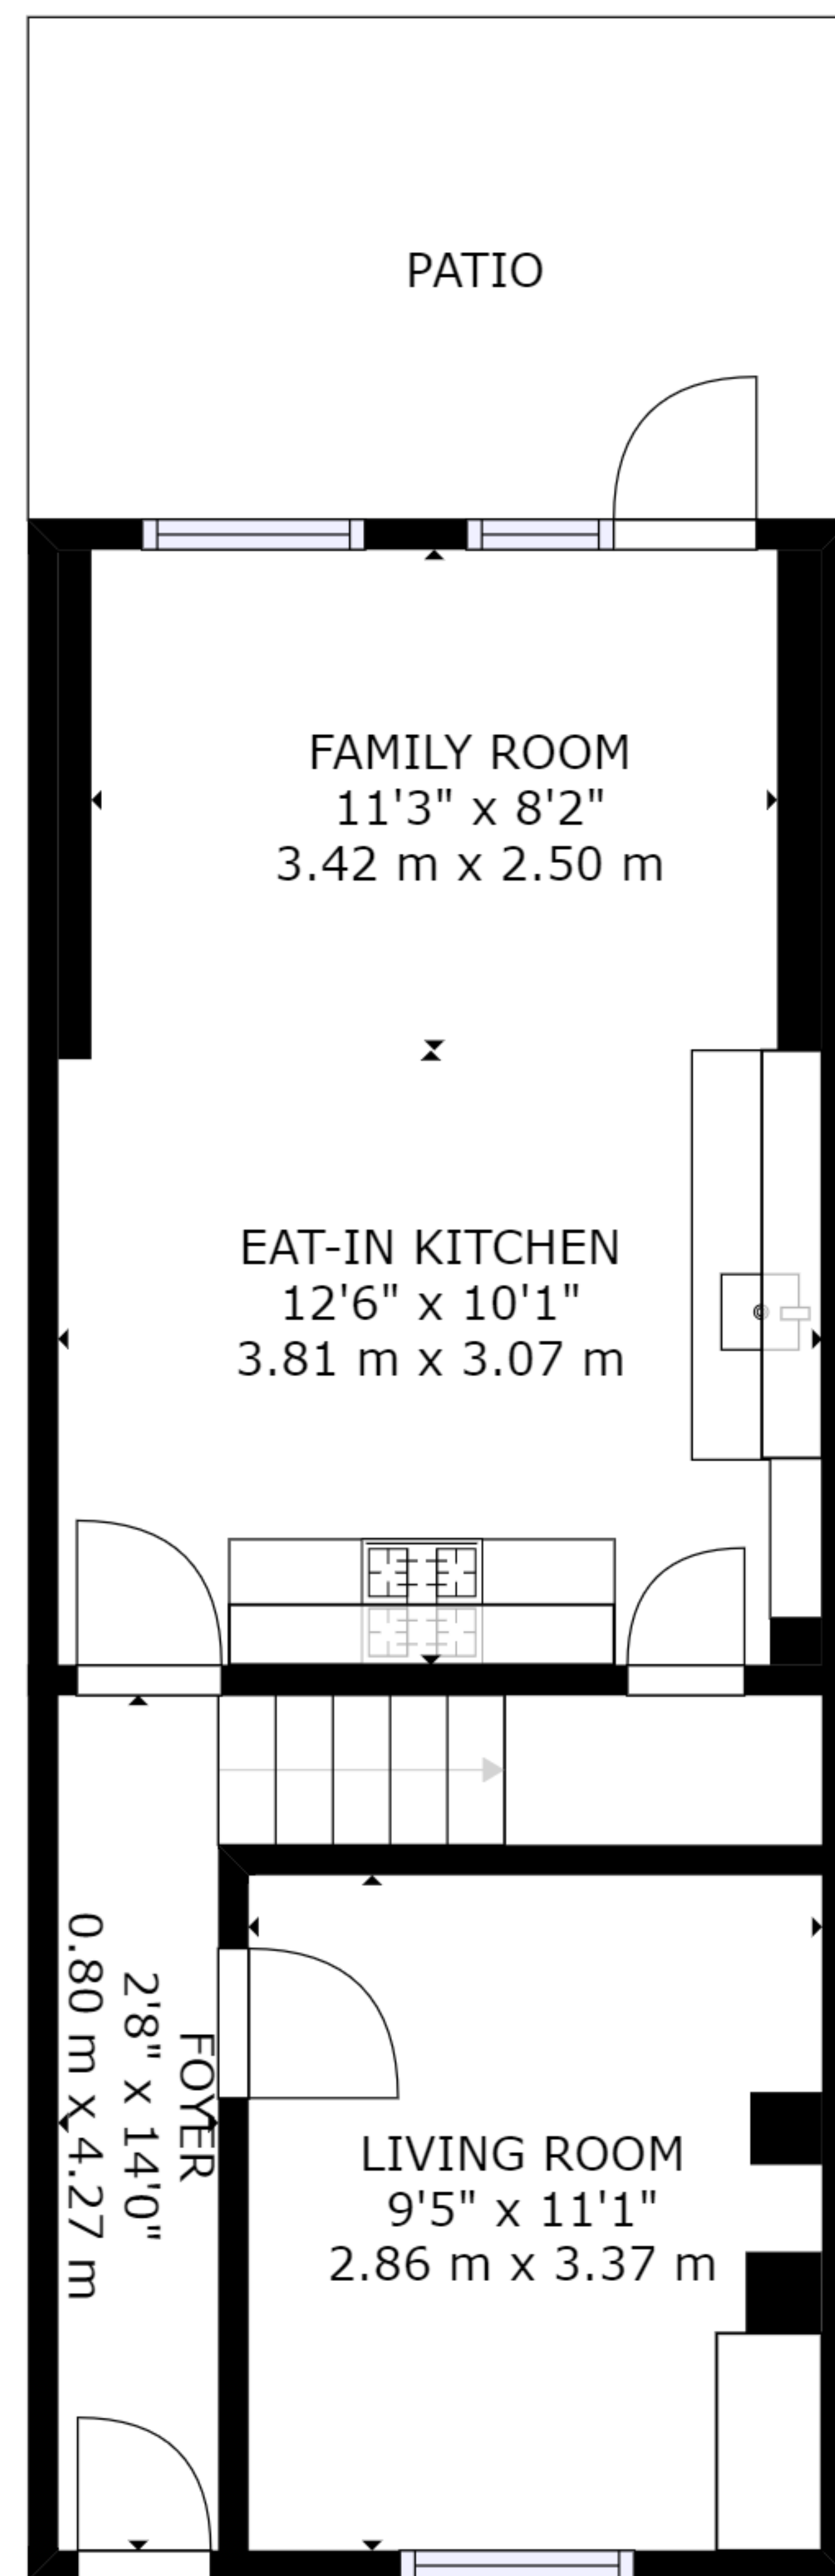 PATIO
FAMILY ROOM
11'3" x 8'2"
3.42 m x 2.50 m
EAT-IN KITCHEN
12'6" x 10'1"
3.81 m x 3.07 m
FOYER
2'8" x 14'0"
0.80 m x 4.27 m
LIVING ROOM
9'5" x 11'1"
2.86 m x 3.37 m